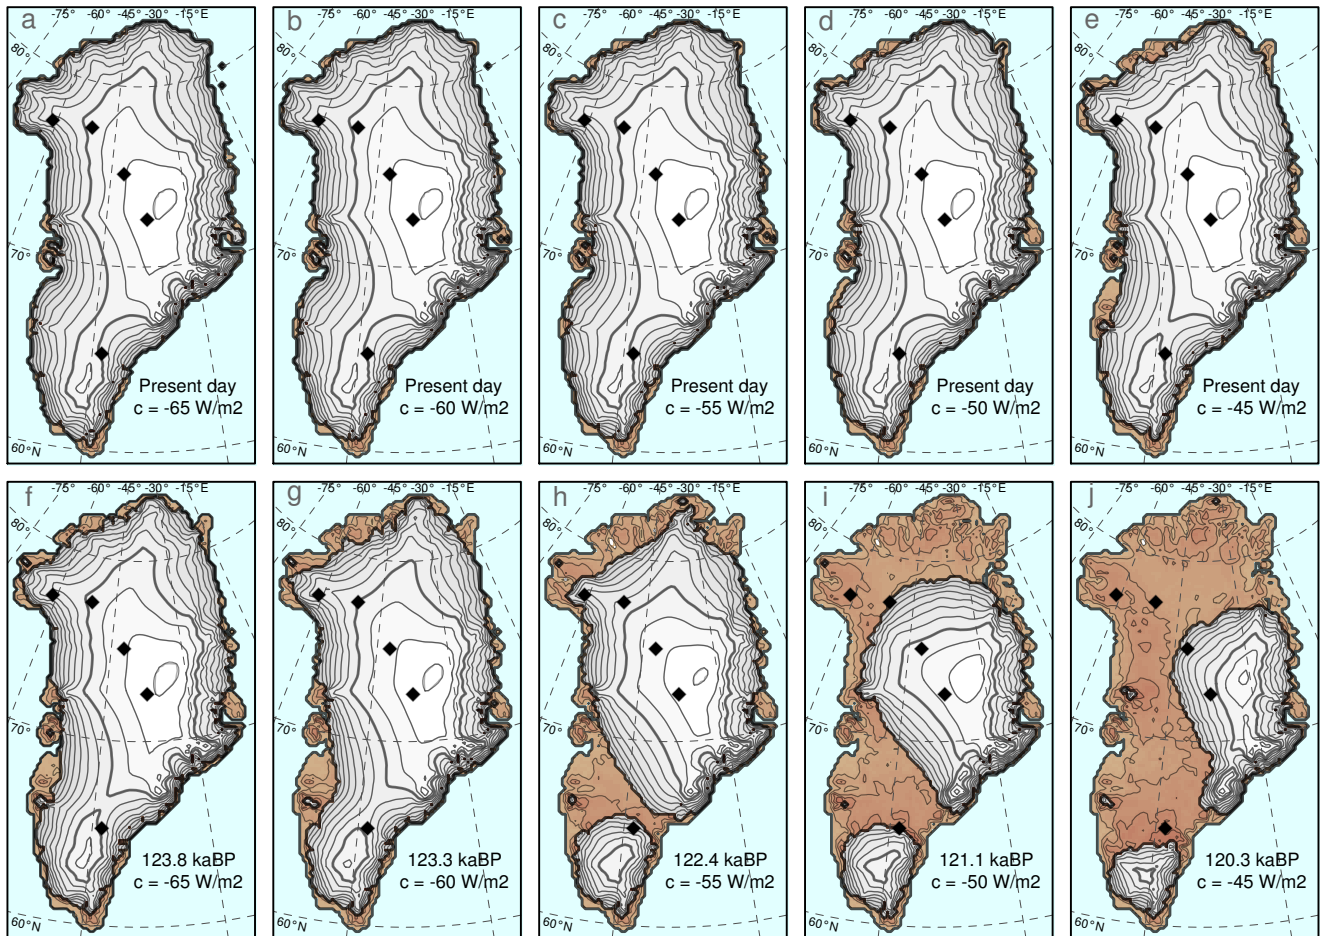 a
-75° -60° -45° -30° -15° E
80°
70°
60°N
Present day
c = -65 W/m2
b
-75° -60° -45° -30° -15° E
80°
70°
60°N
Present day
c = -60 W/m2
c
-75° -60° -45° -30° -15° E
80°
70°
60°N
Present day
c = -55 W/m2
d
-75° -60° -45° -30° -15° E
80°
70°
60°N
Present day
c = -50 W/m2
e
-75° -60° -45° -30° -15° E
80°
70°
60°N
Present day
c = -45 W/m2
f
-75° -60° -45° -30° -15° E
80°
70°
60°N
123.8 kaBP
c = -65 W/m2
g
-75° -60° -45° -30° -15° E
80°
70°
60°N
123.3 kaBP
c = -60 W/m2
h
-75° -60° -45° -30° -15° E
80°
70°
60°N
122.4 kaBP
c = -55 W/m2
i
-75° -60° -45° -30° -15° E
80°
70°
60°N
121.1 kaBP
c = -50 W/m2
j
-75° -60° -45° -30° -15° E
80°
70°
60°N
120.3 kaBP
c = -45 W/m2